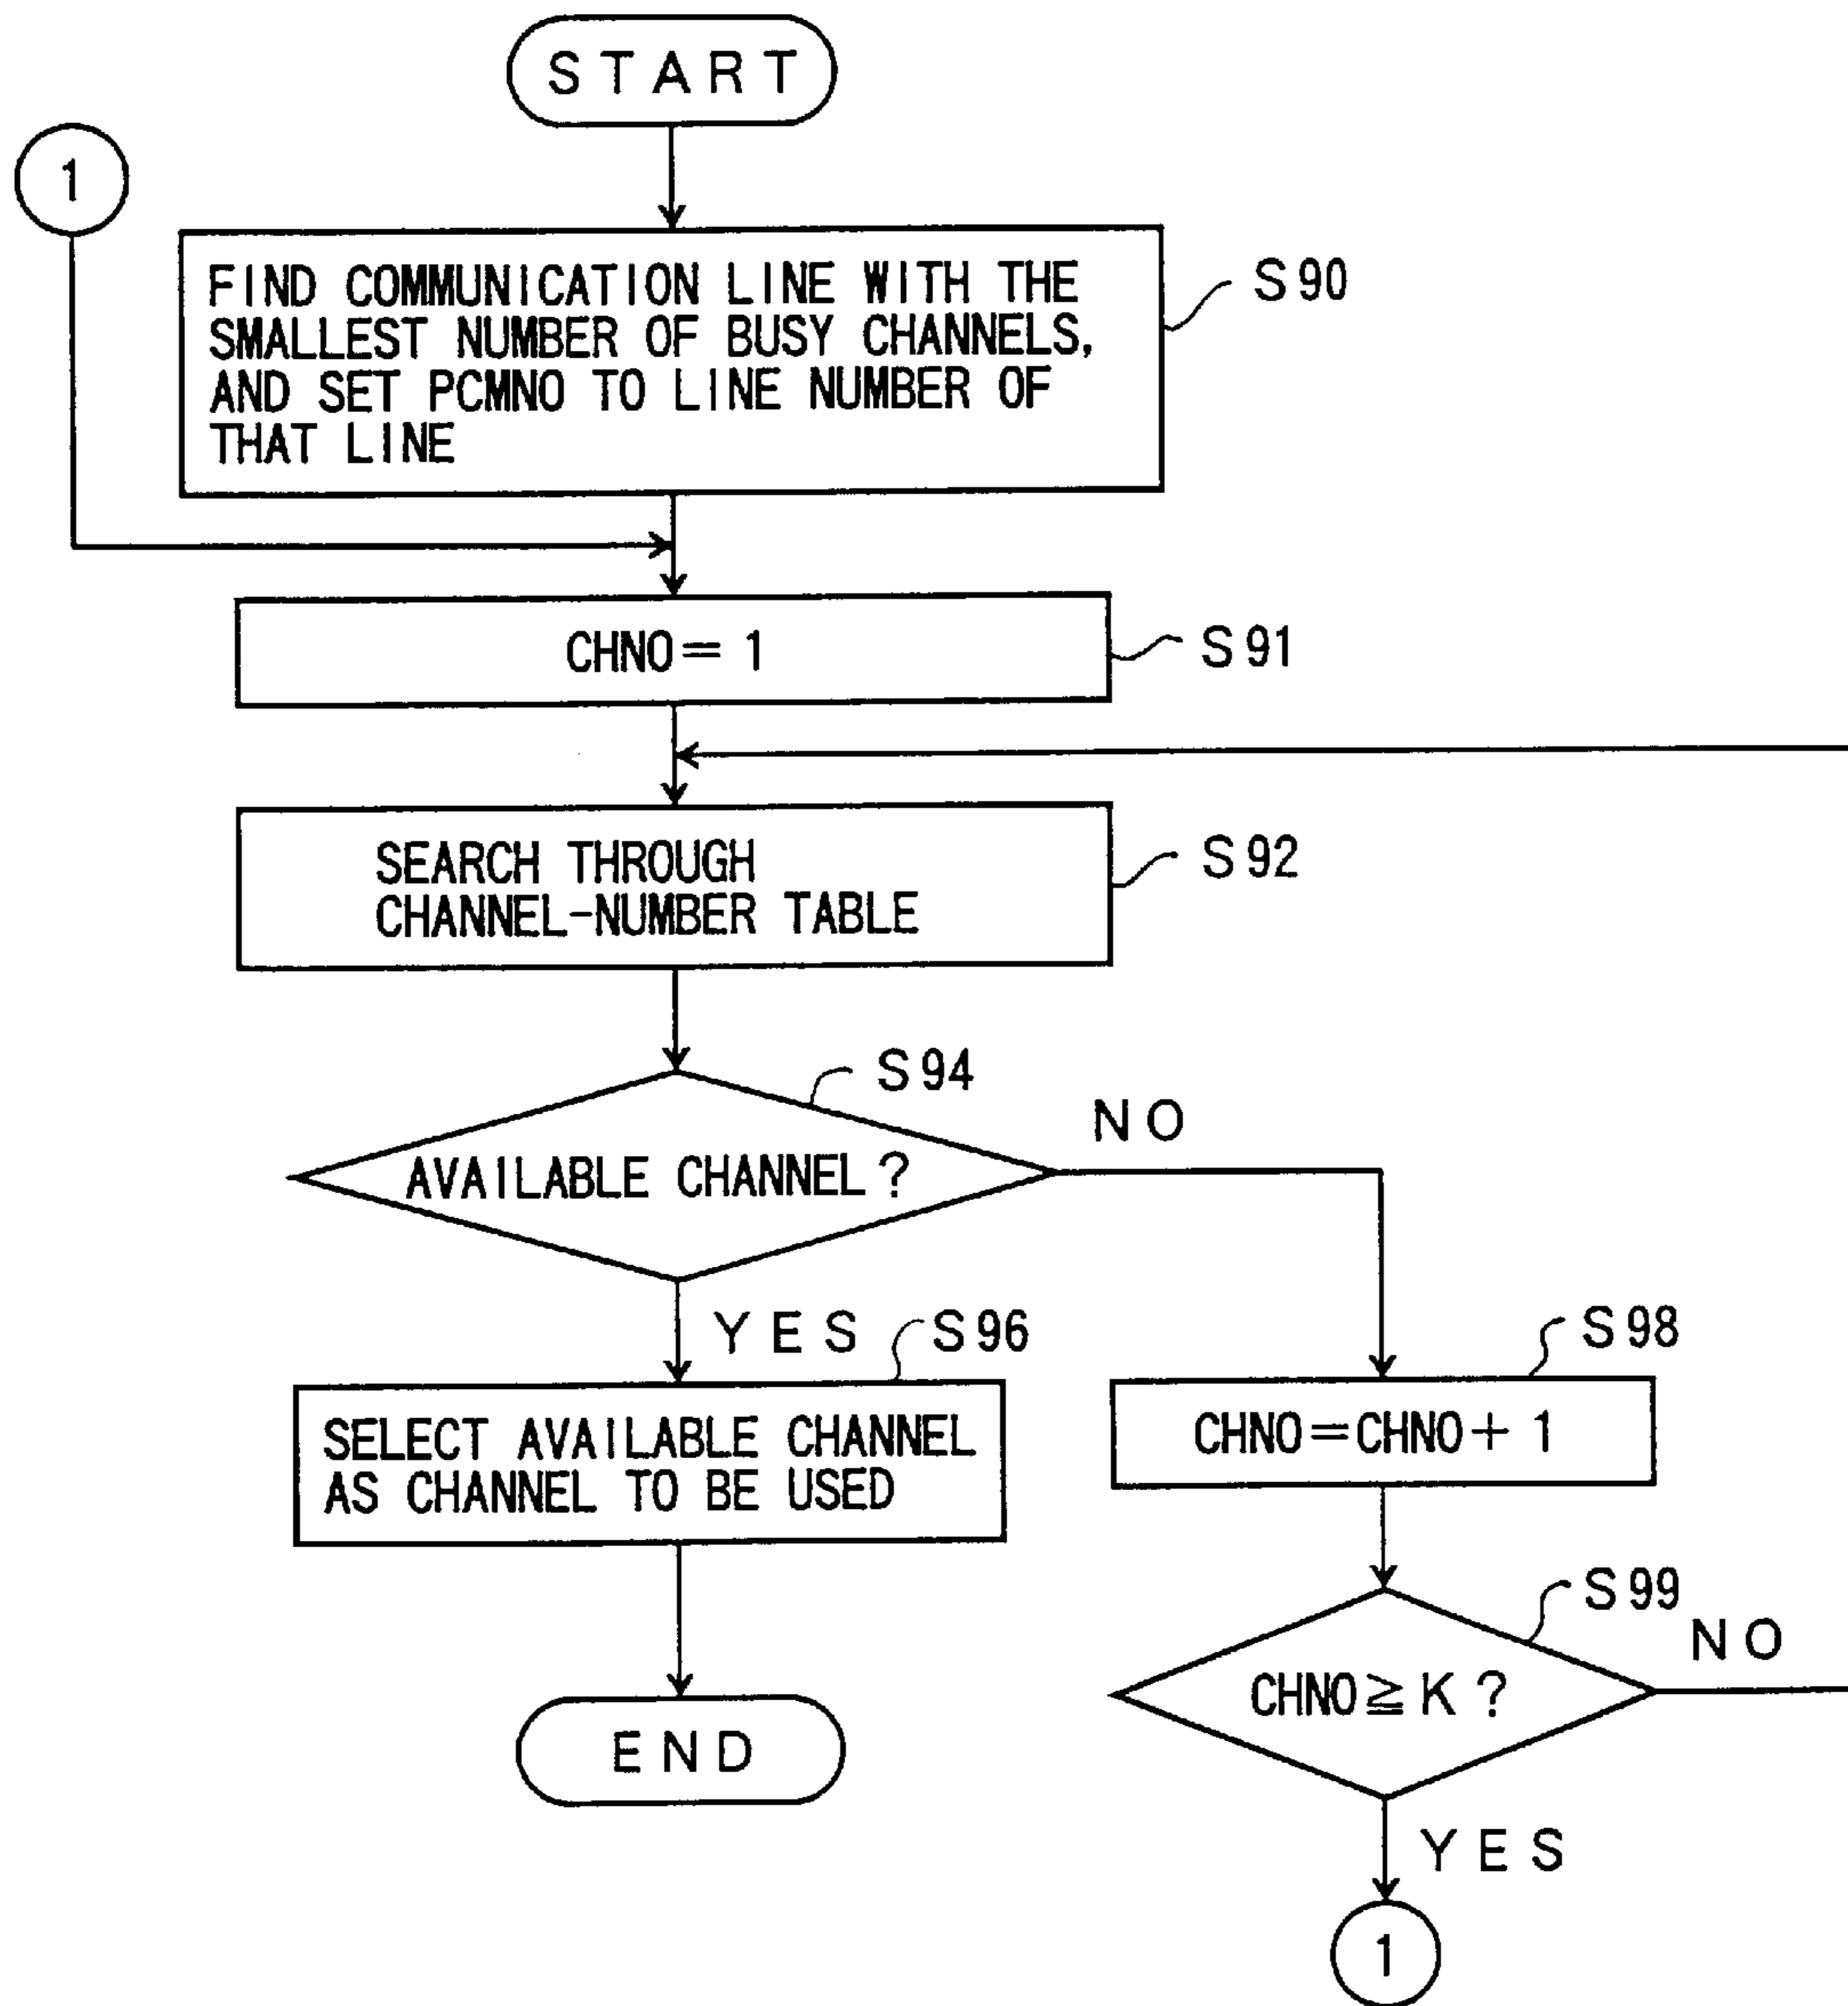 START
1
FIND COMMUNICATION LINE WITH THE
SMALLEST NUMBER OF BUSY CHANNELS,
AND SET PCMNO TO LINE NUMBER OF
THAT LINE
S90
CHNO=1
S91
SEARCH THROUGH
CHANNEL-NUMBER TABLE
S92
S94
AVAILABLE CHANNEL?
NO
YES
S96
SELECT AVAILABLE CHANNEL
AS CHANNEL TO BE USED
S98
CHNO=CHNO+1
S99
CHNO≧K?
NO
END
YES
1